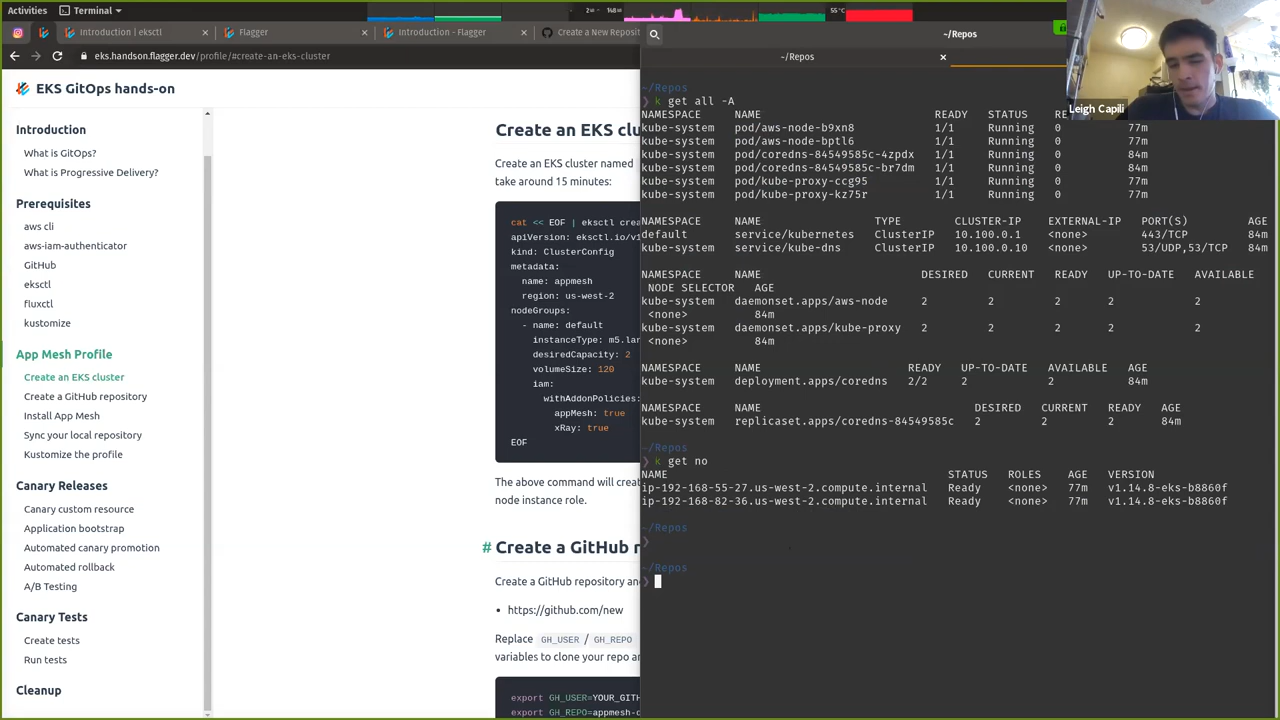 Activities
Terminal
55 °C
Introduction | eksctl
Flagger
Introduction - Flagger
Create a New Reposit
eks.handson.flagger.dev/profile/#create-an-eks-cluster
EKS GitOps hands-on
Introduction
What is GitOps?
What is Progressive Delivery?
Prerequisites
aws cli
aws-iam-authenticator
GitHub
eksctl
fluxctl
kustomize
App Mesh Profile
Create an EKS cluster
Create a GitHub repository
Install App Mesh
Sync your local repository
Kustomize the profile
Canary Releases
Canary custom resource
Application bootstrap
Automated canary promotion
Automated rollback
A/B Testing
Canary Tests
Create tests
Run tests
Cleanup
Create an EKS clu
Create an EKS cluster named
take around 15 minutes:
cat << EOF | eksctl crea
apiVersion: eksctl.io/v1
kind: ClusterConfig
metadata:
name: appmesh
region: us-west-2
nodeGroups:
- name: default
instanceType: m5.lar
desiredCapacity: 2
volumeSize: 120
iam:
withAddonPolicies:
appMesh: true
xRay: true
EOF
The above command will create
node instance role.
# Create a GitHub r
Create a GitHub repository and
• https://github.com/new
Replace GH_USER / GH_REPO
variables to clone your repo an
export GH_USER=YOUR_GITH
export GH_REPO=appmesh-d
~/Repos
~/Repos
Leigh Capili
~/Repos
❯ k get all -A
NAMESPACE NAME READY STATUS RE
kube-system pod/aws-node-b9xn8 1/1 Running 0 77m
kube-system pod/aws-node-bptl6 1/1 Running 0 77m
kube-system pod/coredns-84549585c-4zpdx 1/1 Running 0 84m
kube-system pod/coredns-84549585c-br7dm 1/1 Running 0 84m
kube-system pod/kube-proxy-ccg95 1/1 Running 0 77m
kube-system pod/kube-proxy-kz75r 1/1 Running 0 77m
NAMESPACE NAME TYPE CLUSTER-IP EXTERNAL-IP PORT(S) AGE
default service/kubernetes ClusterIP 10.100.0.1 <none> 443/TCP 84m
kube-system service/kube-dns ClusterIP 10.100.0.10 <none> 53/UDP,53/TCP 84m
NAMESPACE NAME DESIRED CURRENT READY UP-TO-DATE AVAILABLE
NODE SELECTOR AGE
kube-system daemonset.apps/aws-node 2 2 2 2 2
<none> 84m
kube-system daemonset.apps/kube-proxy 2 2 2 2 2
<none> 84m
NAMESPACE NAME READY UP-TO-DATE AVAILABLE AGE
kube-system deployment.apps/coredns 2/2 2 2 84m
NAMESPACE NAME DESIRED CURRENT READY AGE
kube-system replicaset.apps/coredns-84549585c 2 2 2 84m
~/Repos
❯ k get no
NAME STATUS ROLES AGE VERSION
ip-192-168-55-27.us-west-2.compute.internal Ready <none> 77m v1.14.8-eks-b8860f
ip-192-168-82-36.us-west-2.compute.internal Ready <none> 77m v1.14.8-eks-b8860f
~/Repos
❯
~/Repos
❯